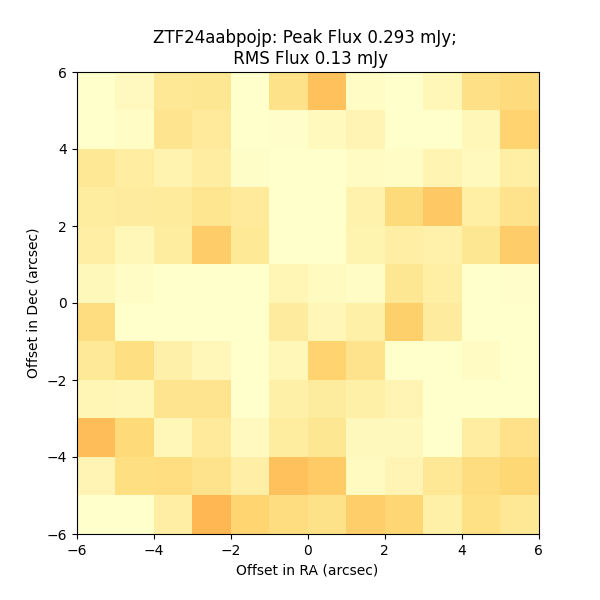 ZTF24aabpojp: Peak Flux 0.293 mJy;
RMS Flux 0.13 mJy
6
4
2
0
−2
−4
−6
Offset in Dec (arcsec)
−6 −4 −2 0 2 4 6
Offset in RA (arcsec)